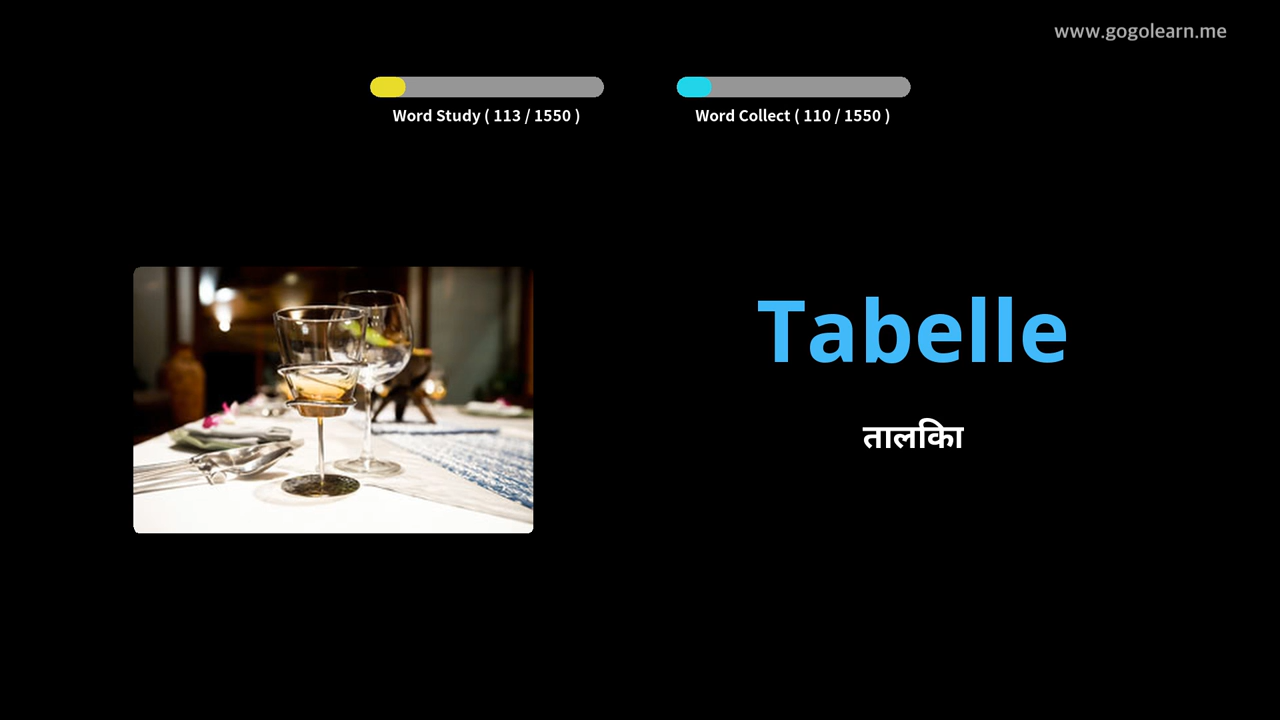 www.gogolearn.me
Word Study ( 113 / 1550 )
Word Collect ( 110 / 1550 )
Tabelle
तालिका